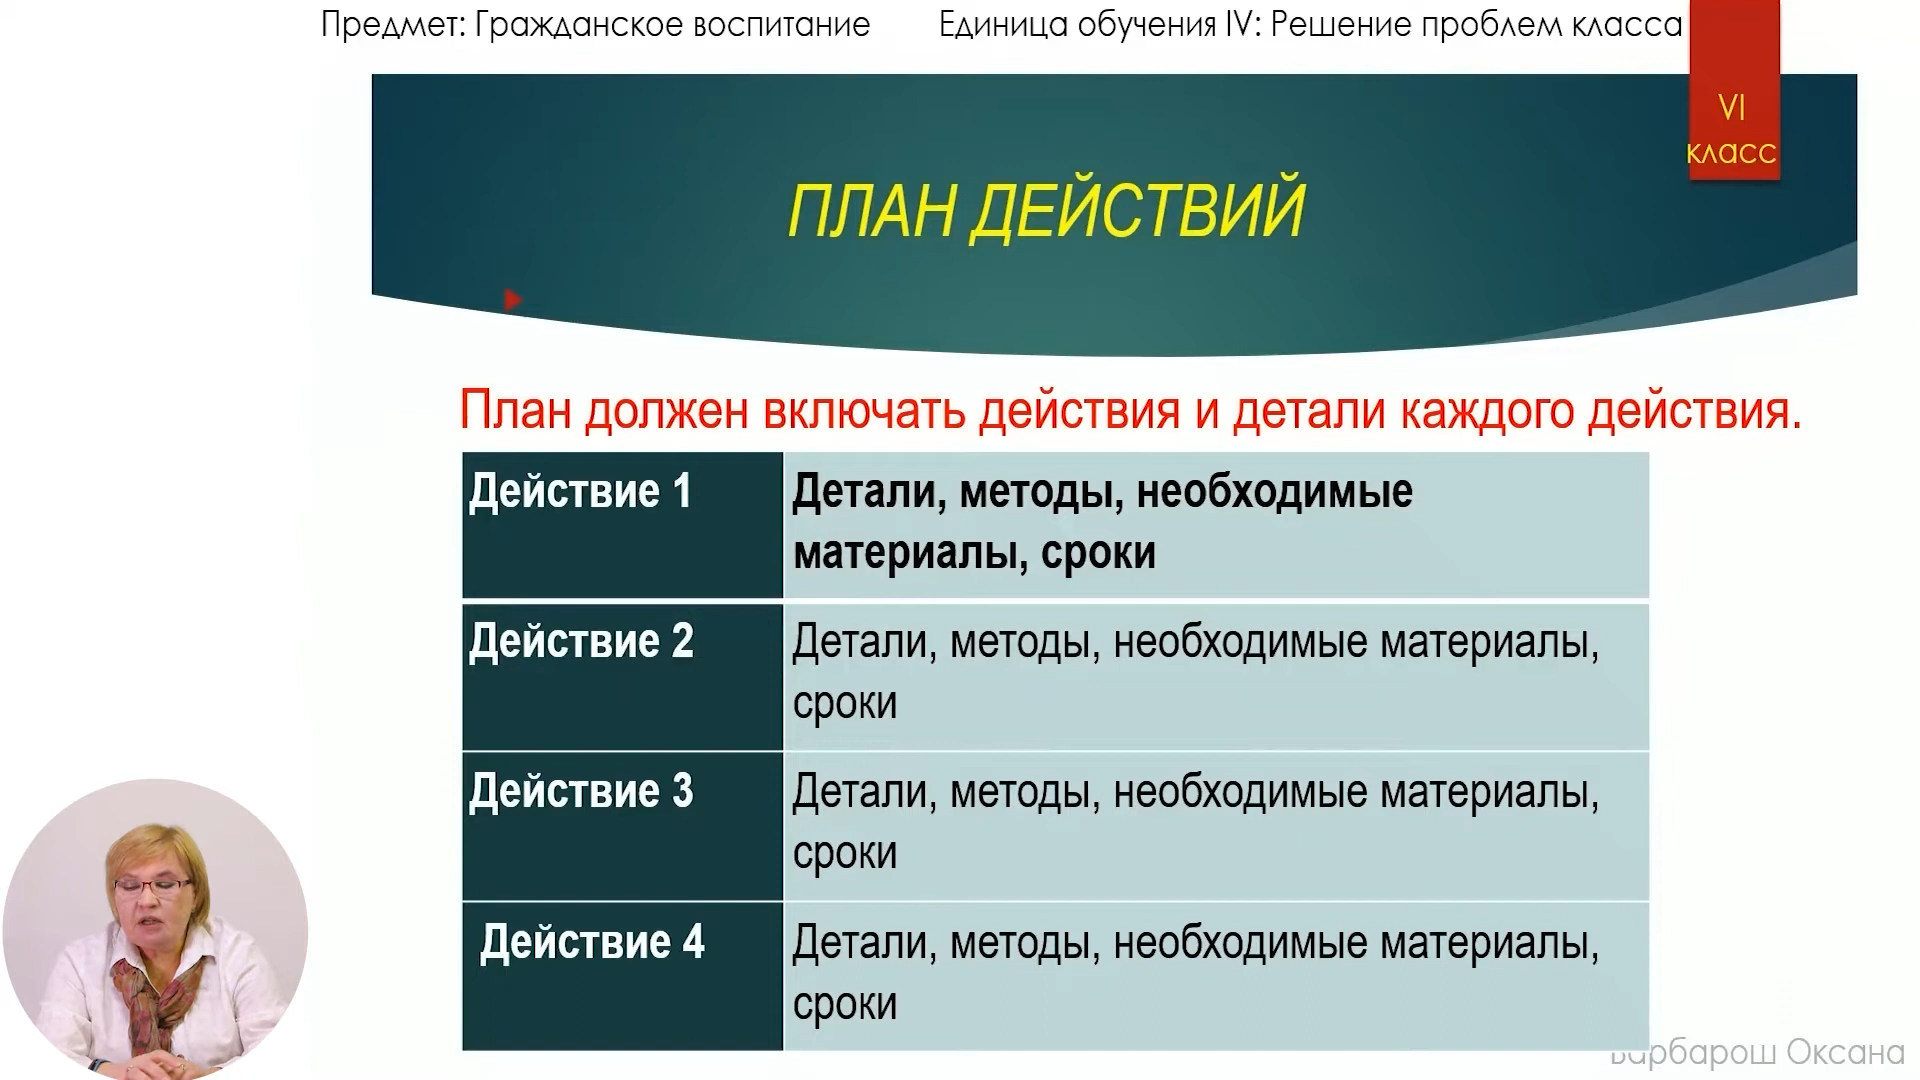 Предмет: Гражданское воспитание Единица обучения IV: Решение проблем класса
VI
класс
ПЛАН ДЕЙСТВИЙ
План должен включать действия и детали каждого действия.
Действие 1
Детали, методы, необходимые
материалы, сроки
Действие 2
Детали, методы, необходимые материалы,
сроки
Действие 3
Детали, методы, необходимые материалы,
сроки
Действие 4
Детали, методы, необходимые материалы,
сроки
Варбарош Оксана